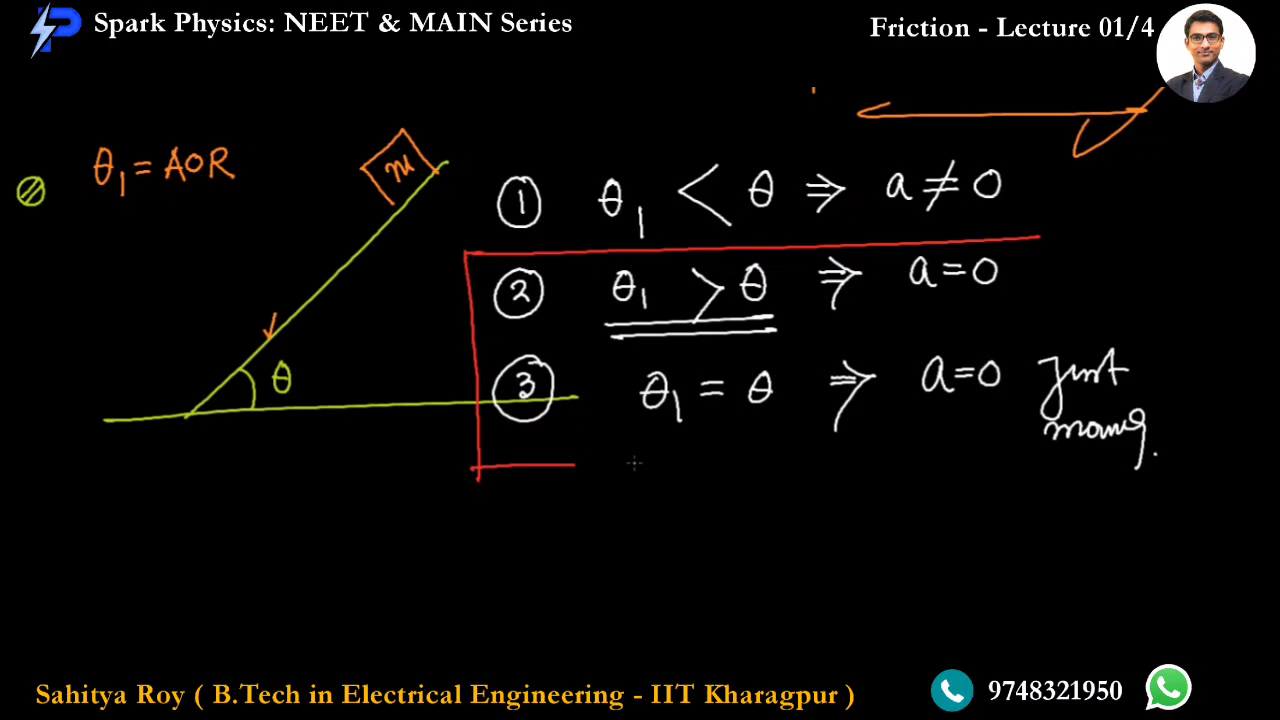 Spark Physics: NEET & MAIN Series
Friction - Lecture 01/4
θ₁ = AOR
m
θ
① θ₁ < θ ⇒ a ≠ 0
② θ₁ > θ ⇒ a = 0
③ θ₁ = θ ⇒ a = 0 Just
moving.
Sahitya Roy ( B.Tech in Electrical Engineering - IIT Kharagpur )
9748321950